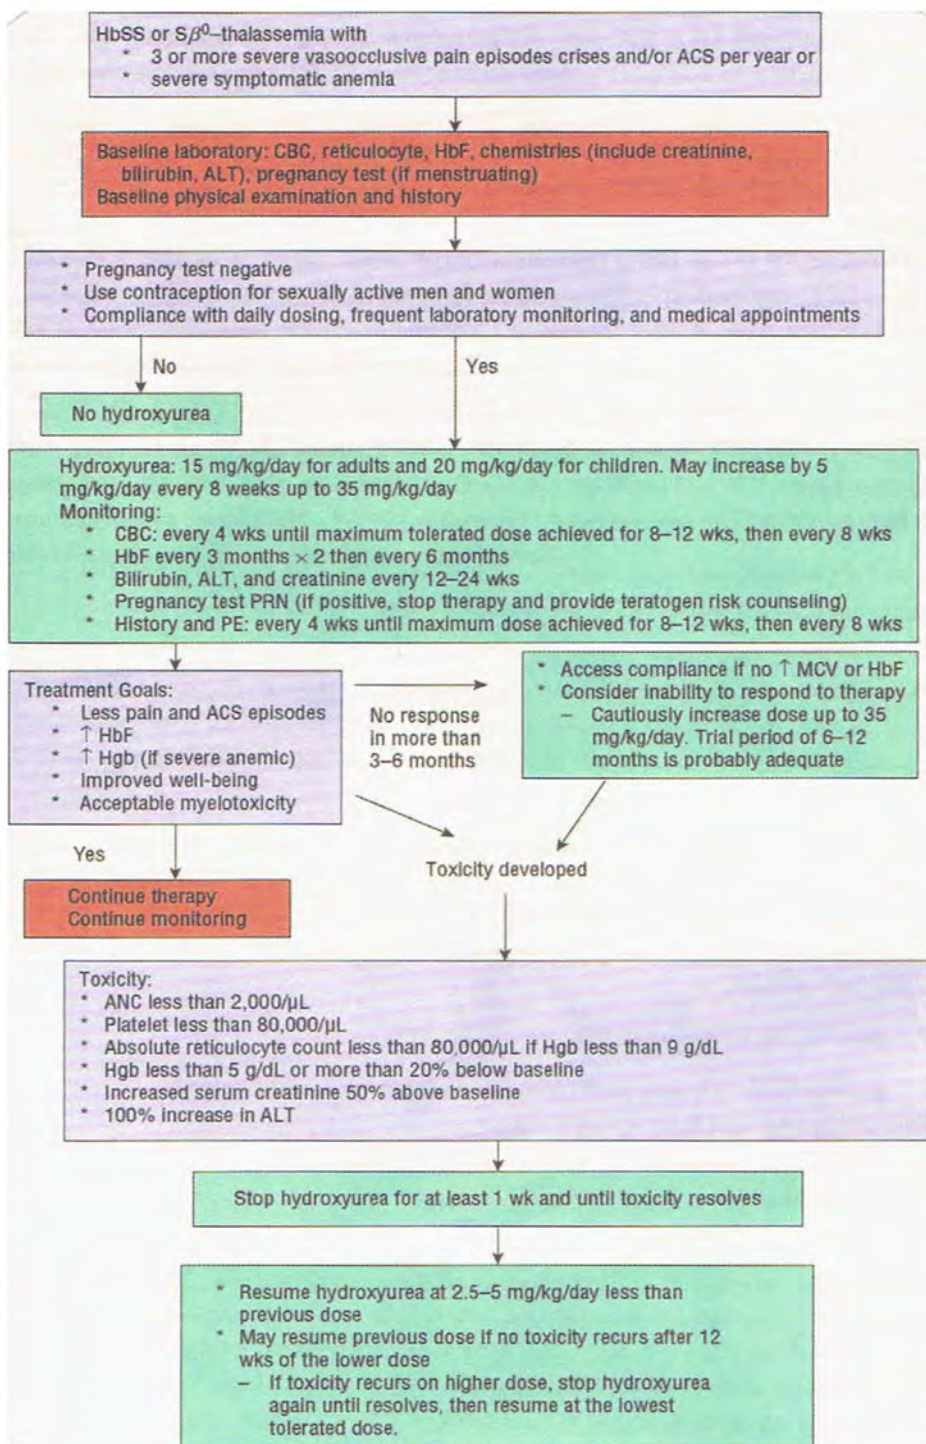 HbSS or Sβ⁰–thalassemia with
* 3 or more severe vasoocclusive pain episodes crises and/or ACS per year or
* severe symptomatic anemia
Baseline laboratory: CBC, reticulocyte, HbF, chemistries (include creatinine,
bilirubin, ALT), pregnancy test (if menstruating)
Baseline physical examination and history
* Pregnancy test negative
* Use contraception for sexually active men and women
* Compliance with daily dosing, frequent laboratory monitoring, and medical appointments
No
Yes
No hydroxyurea
Hydroxyurea: 15 mg/kg/day for adults and 20 mg/kg/day for children. May increase by 5
mg/kg/day every 8 weeks up to 35 mg/kg/day
Monitoring:
* CBC: every 4 wks until maximum tolerated dose achieved for 8–12 wks, then every 8 wks
* HbF every 3 months × 2 then every 6 months
* Bilirubin, ALT, and creatinine every 12–24 wks
* Pregnancy test PRN (if positive, stop therapy and provide teratogen risk counseling)
* History and PE: every 4 wks until maximum dose achieved for 8–12 wks, then every 8 wks
Treatment Goals:
* Less pain and ACS episodes
* ↑ HbF
* ↑ Hgb (if severe anemic)
* Improved well-being
* Acceptable myelotoxicity
No response
in more than
3–6 months
* Access compliance if no ↑ MCV or HbF
* Consider inability to respond to therapy
– Cautiously increase dose up to 35
mg/kg/day. Trial period of 6–12
months is probably adequate
Yes
Toxicity developed
Continue therapy
Continue monitoring
Toxicity:
* ANC less than 2,000/µL
* Platelet less than 80,000/µL
* Absolute reticulocyte count less than 80,000/µL if Hgb less than 9 g/dL
* Hgb less than 5 g/dL or more than 20% below baseline
* Increased serum creatinine 50% above baseline
* 100% increase in ALT
Stop hydroxyurea for at least 1 wk and until toxicity resolves
* Resume hydroxyurea at 2.5–5 mg/kg/day less than
previous dose
* May resume previous dose if no toxicity recurs after 12
wks of the lower dose
– If toxicity recurs on higher dose, stop hydroxyurea
again until resolves, then resume at the lowest
tolerated dose.